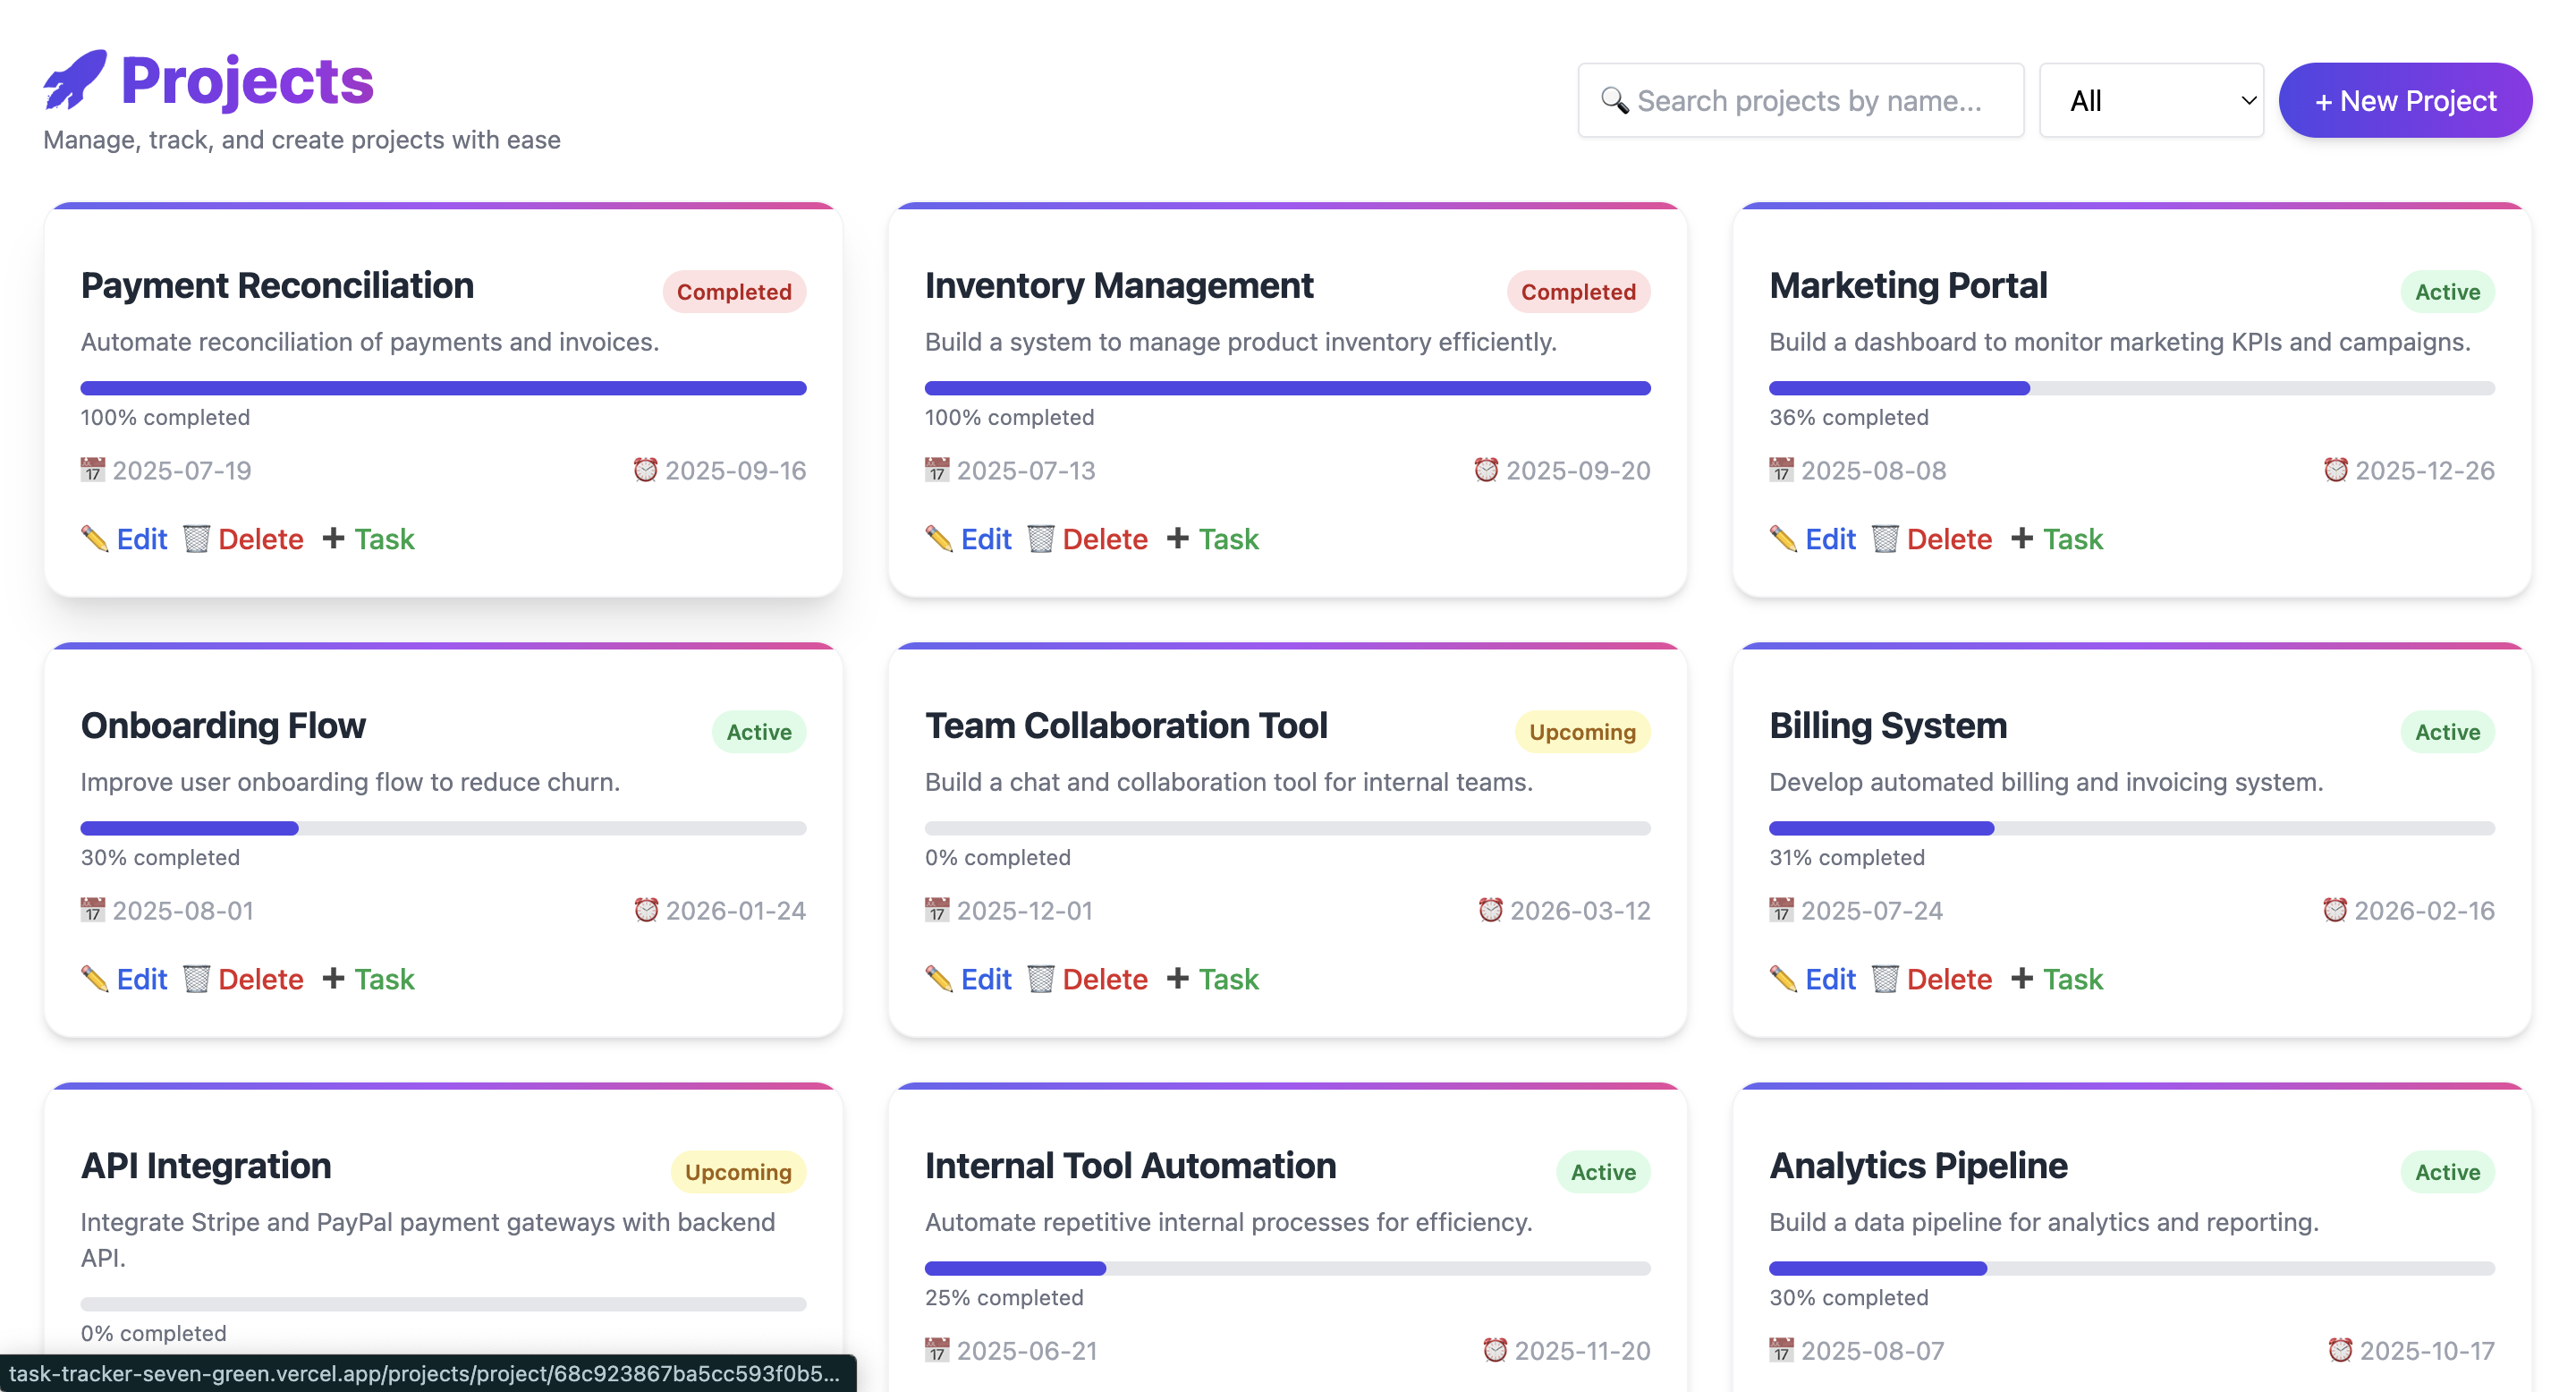 Projects
Manage, track, and create projects with ease
🔍 Search projects by name...
All
+ New Project
Payment Reconciliation
Completed
Automate reconciliation of payments and invoices.
100% completed
📅 2025-07-19
⏰ 2025-09-16
✏️ Edit 🗑️ Delete ➕ Task
Inventory Management
Completed
Build a system to manage product inventory efficiently.
100% completed
📅 2025-07-13
⏰ 2025-09-20
✏️ Edit 🗑️ Delete ➕ Task
Marketing Portal
Active
Build a dashboard to monitor marketing KPIs and campaigns.
36% completed
📅 2025-08-08
⏰ 2025-12-26
✏️ Edit 🗑️ Delete ➕ Task
Onboarding Flow
Active
Improve user onboarding flow to reduce churn.
30% completed
📅 2025-08-01
⏰ 2026-01-24
✏️ Edit 🗑️ Delete ➕ Task
Team Collaboration Tool
Upcoming
Build a chat and collaboration tool for internal teams.
0% completed
📅 2025-12-01
⏰ 2026-03-12
✏️ Edit 🗑️ Delete ➕ Task
Billing System
Active
Develop automated billing and invoicing system.
31% completed
📅 2025-07-24
⏰ 2026-02-16
✏️ Edit 🗑️ Delete ➕ Task
API Integration
Upcoming
Integrate Stripe and PayPal payment gateways with backend
API.
0% completed
Internal Tool Automation
Active
Automate repetitive internal processes for efficiency.
25% completed
📅 2025-06-21
⏰ 2025-11-20
Analytics Pipeline
Active
Build a data pipeline for analytics and reporting.
30% completed
📅 2025-08-07
⏰ 2025-10-17
task-tracker-seven-green.vercel.app/projects/project/68c923867ba5cc593f0b5...